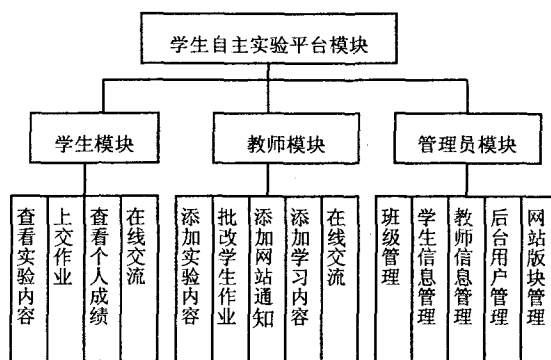 学生自主实验平台模块
学生模块
教师模块
管理员模块
查看实验内容
上交作业
查看个人成绩
在线交流
添加实验内容
批改学生作业
添加网站通知
添加学习内容
在线交流
班级管理
学生信息管理
教师信息管理
后台用户管理
网站版块管理